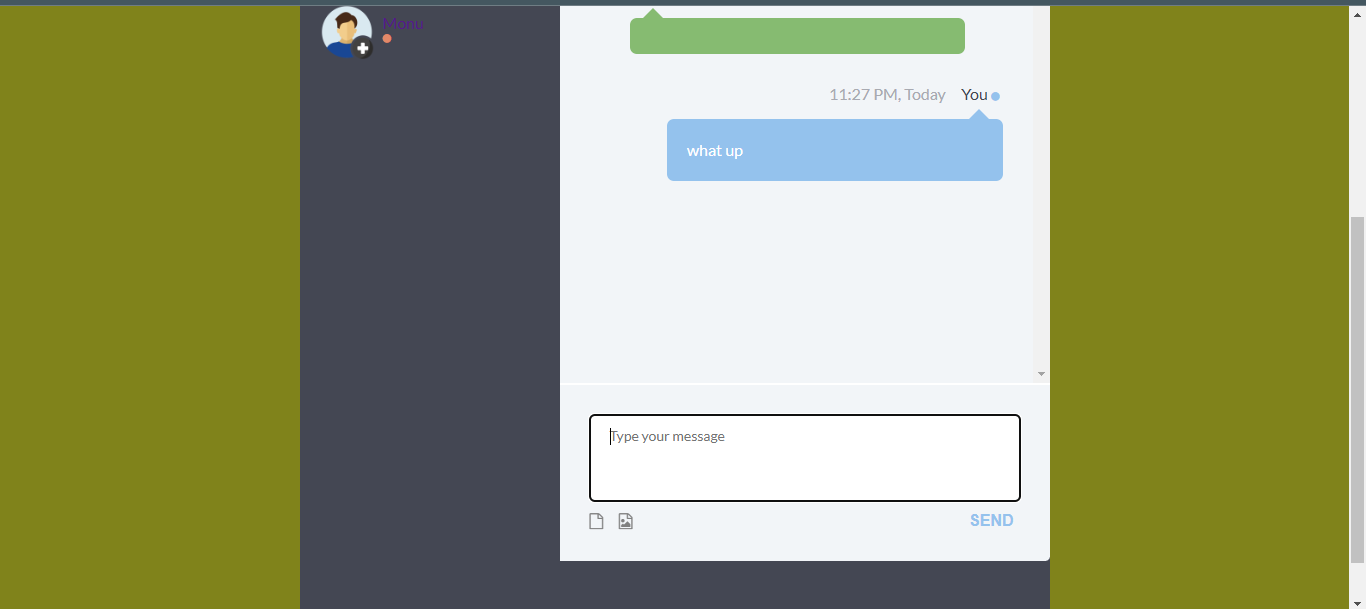 Monu
11:27 PM, Today You
what up
Type your message
SEND